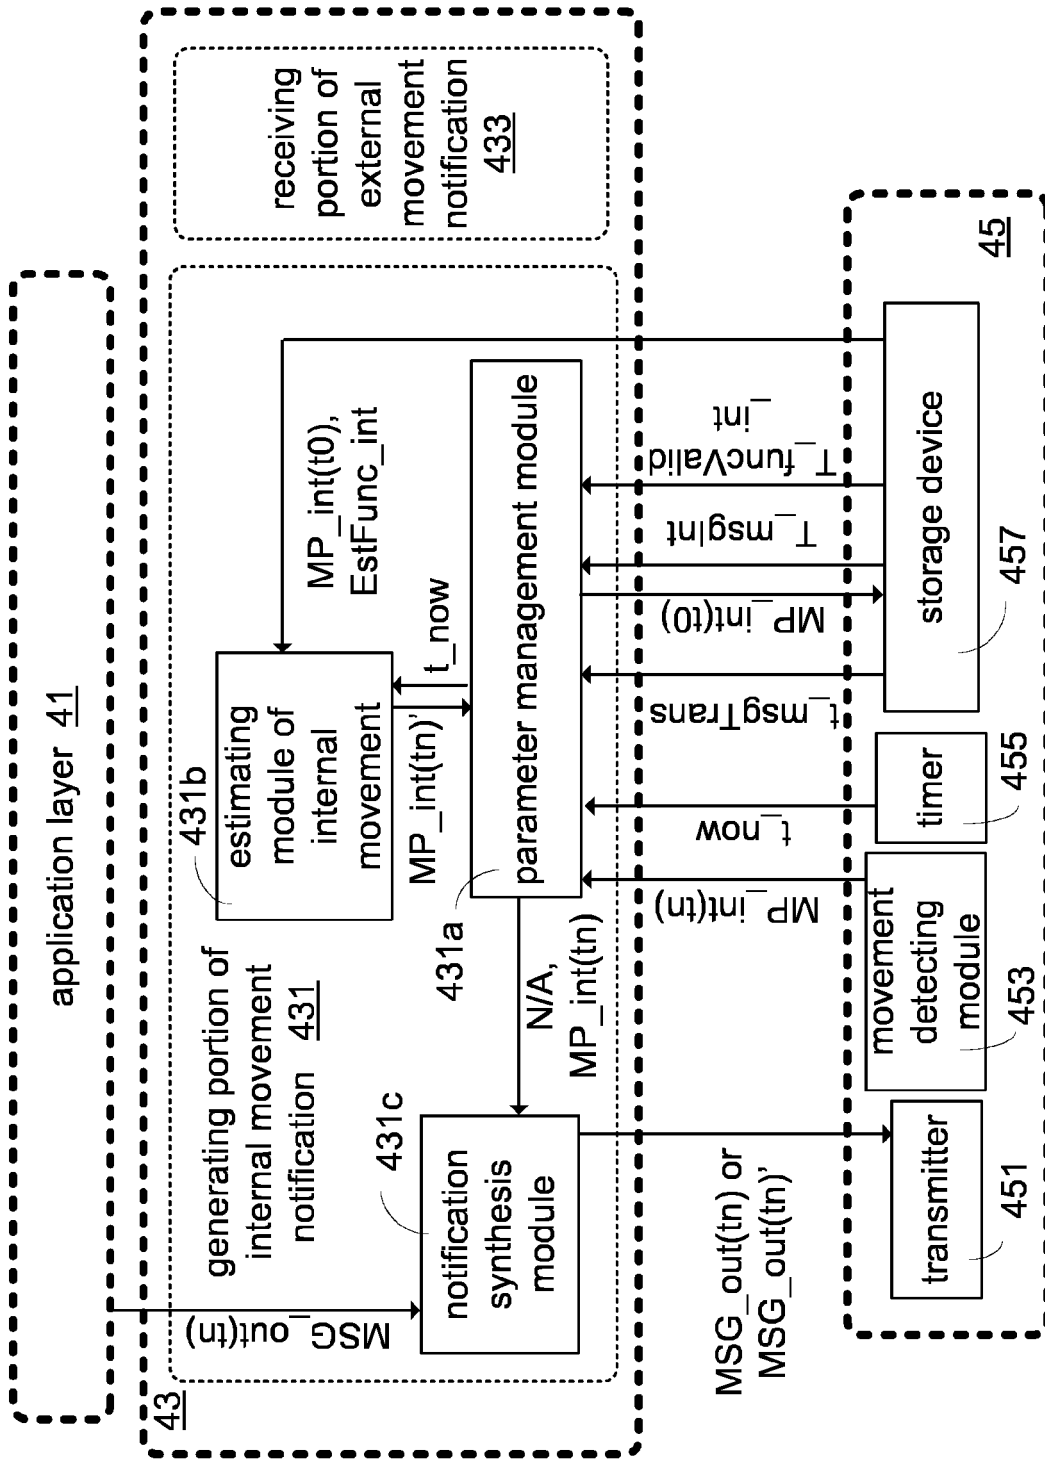 application layer 41
43
generating portion of
internal movement
notification 431
431b
estimating
module of
internal
movement
MP_int(t0),
EstFunc_int
receiving
portion of
external
movement
notification
433
MSG_out(tn)
431c
notification
synthesis
module
N/A,
MP_int(tn)
431a
parameter management module
MP_int(tn)’
t_now
MSG_out(tn) or
MSG_out(tn)’
MP_int(tn)
t_now
t_msgTrans
MP_int(t0)
T_msgInt
T_funcValid
_int
45
transmitter
451
movement
detecting
module
453
timer
455
storage device
457